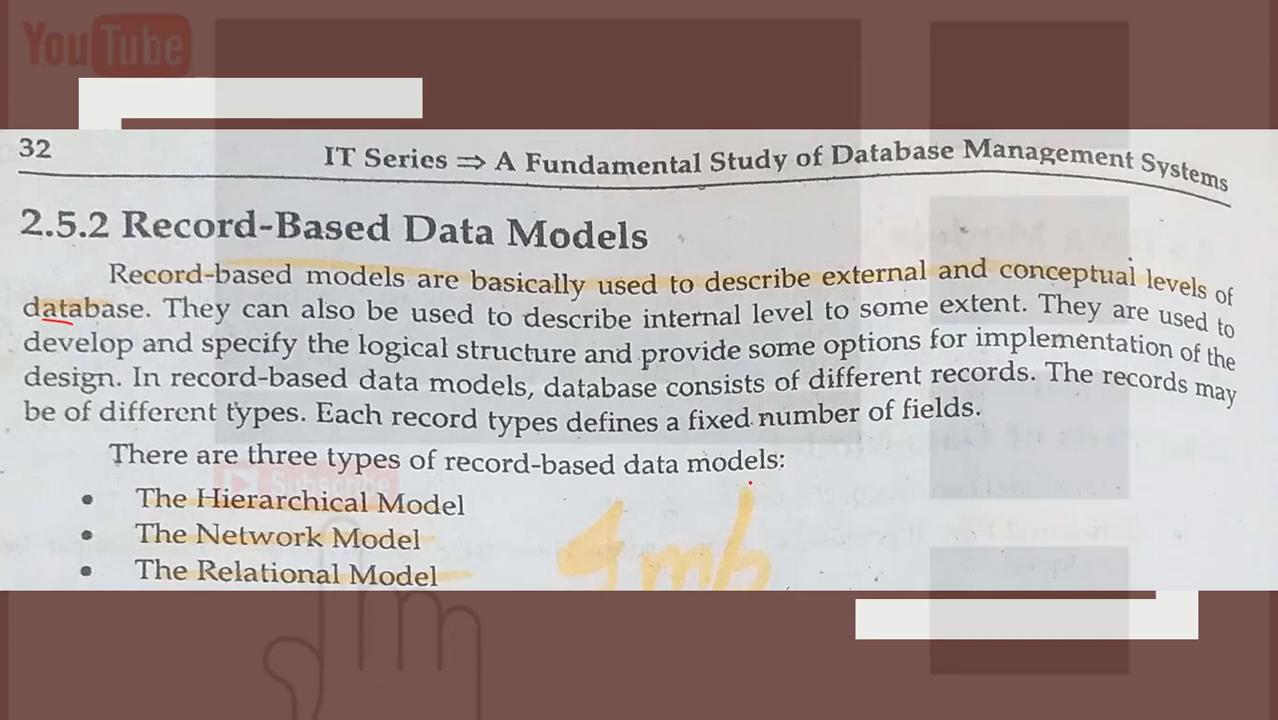 YouTube
32 IT Series ⇒ A Fundamental Study of Database Management Systems
2.5.2 Record-Based Data Models
Record-based models are basically used to describe external and conceptual levels of
database. They can also be used to describe internal level to some extent. They are used to
develop and specify the logical structure and provide some options for implementation of the
design. In record-based data models, database consists of different records. The records may
be of different types. Each record types defines a fixed number of fields.
There are three types of record-based data models:
Subscribe
• The Hierarchical Model
• The Network Model
• The Relational Model
Imp